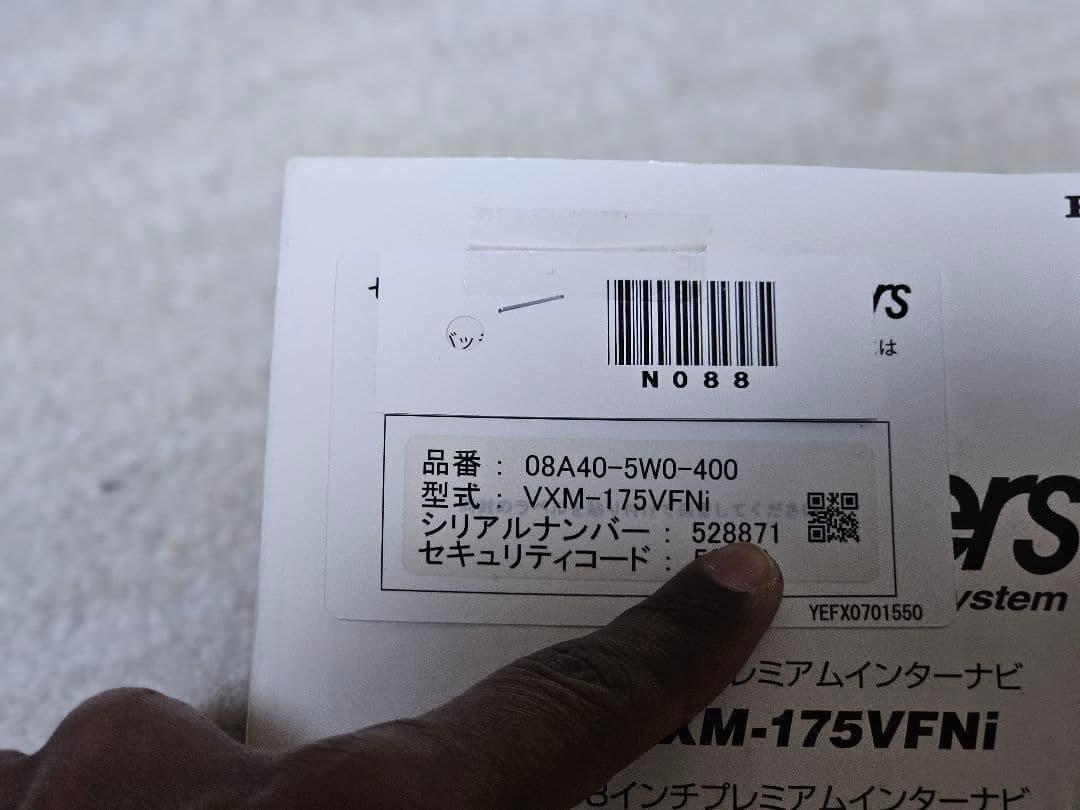 rs
バッ
は
N088
品番 : 08A40-5W0-400
型式 : VXM-175VFNi
シリアルナンバー : 528871
セキュリティコード :
YEFX0701550
ers
ystem
プレミアムインターナビ
VXM-175VFNi
8インチプレミアムインターナビ